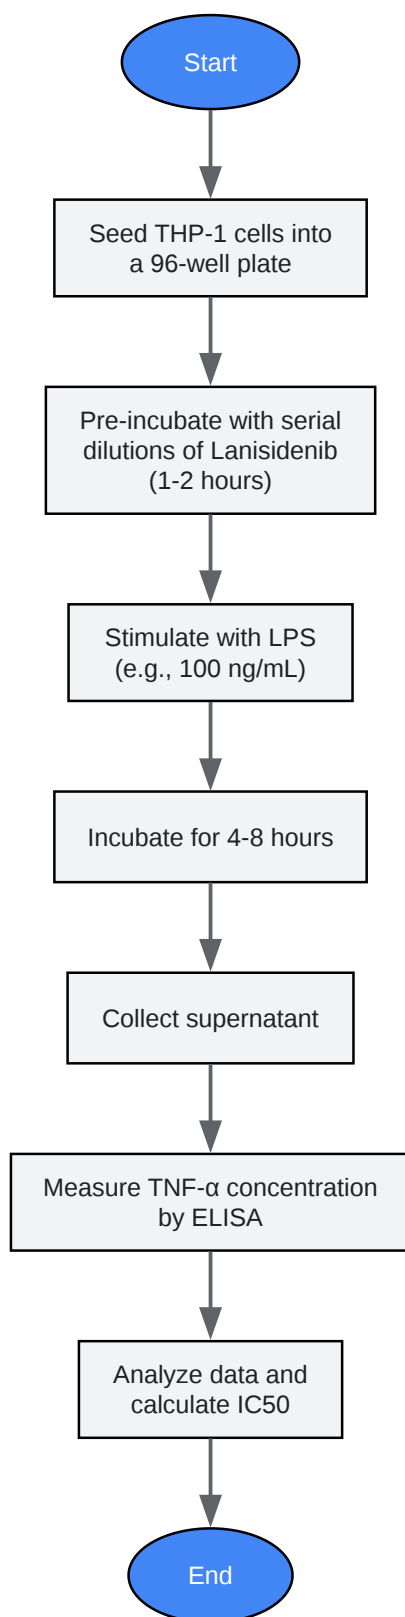 Start
Seed THP-1 cells into
a 96-well plate
Pre-incubate with serial
dilutions of Lanisidenib
(1-2 hours)
Stimulate with LPS
(e.g., 100 ng/mL)
Incubate for 4-8 hours
Collect supernatant
Measure TNF-α concentration
by ELISA
Analyze data and
calculate IC50
End